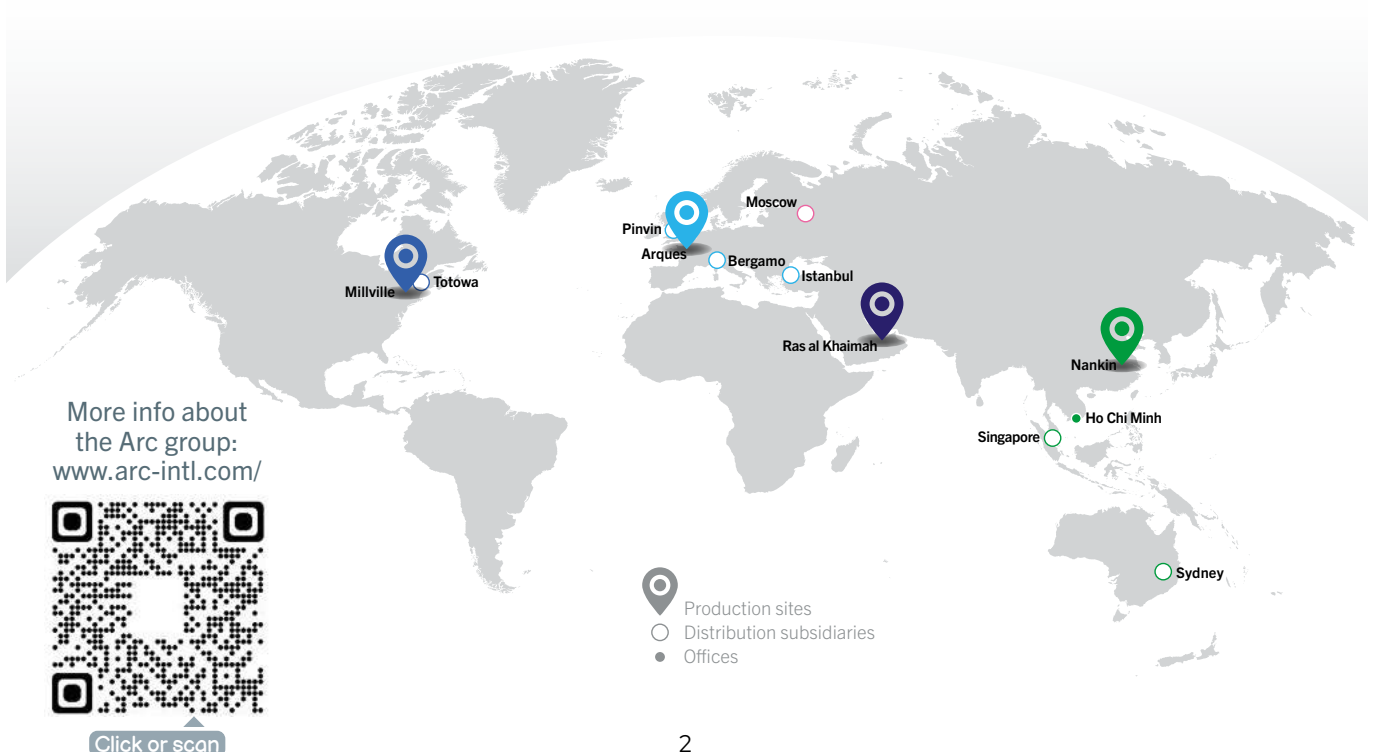 Moscow
Pinvin
Arques
Bergamo
Istanbul
Millville
Totowa
Ras al Khaimah
Nankin
Ho Chi Minh
Singapore
Sydney
More info about
the Arc group:
www.arc-intl.com/
Click or scan
Production sites
Distribution subsidiaries
Offices
2